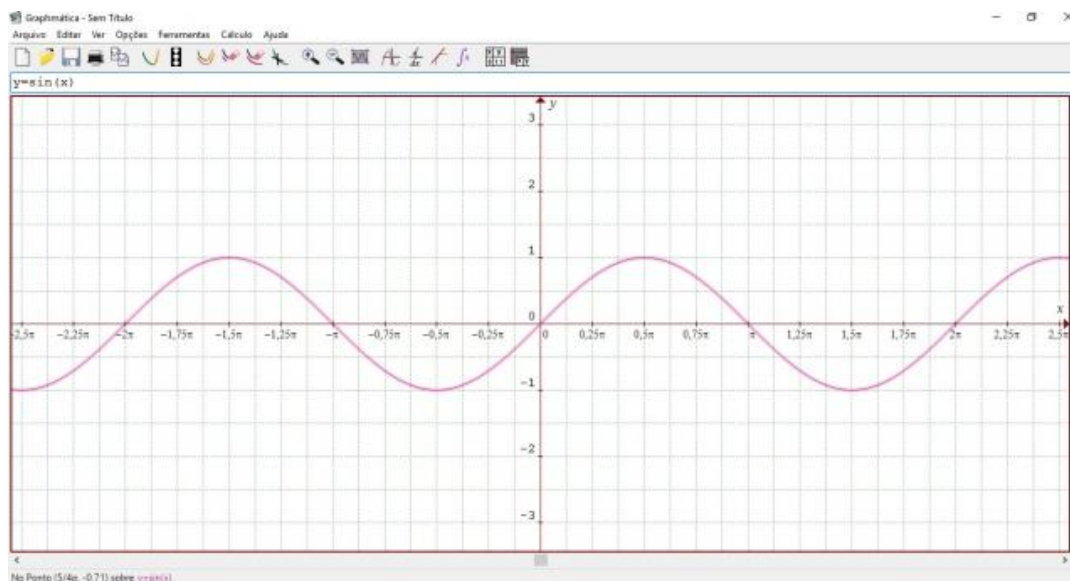 Graphmática - Sem Título
Arquivo Editar Ver Opções Ferramentas Cálculo Ajuda
y=sin(x)
y
3
2
1
0
x
-2,5π -2,25π -2π -1,75π -1,5π -1,25π -π -0,75π -0,5π -0,25π 0 0,25π 0,5π 0,75π π 1,25π 1,5π 1,75π 2π 2,25π 2,5π
-1
-2
-3
No Ponto (5/4π, -0.71) sobre y=sin(x)